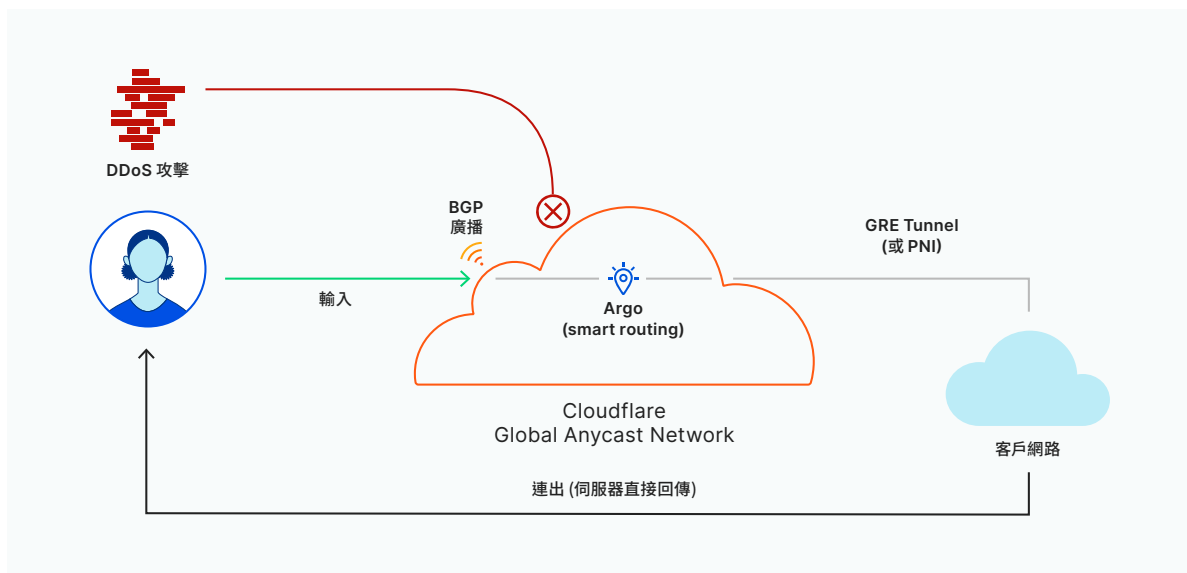 DDoS 攻擊
BGP
廣播
輸入
Argo
(smart routing)
GRE Tunnel
(或 PNI)
Cloudflare
Global Anycast Network
客戶網路
連出 (伺服器直接回傳)